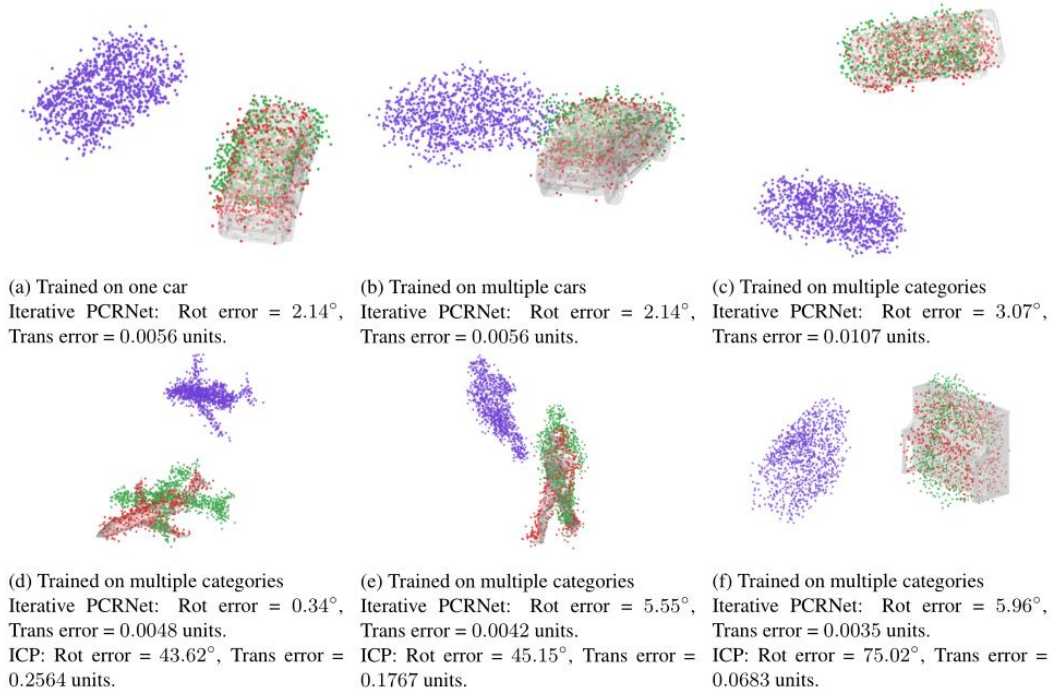 (a) Trained on one car
Iterative PCRNet: Rot error = 2.14°,
Trans error = 0.0056 units.
(b) Trained on multiple cars
Iterative PCRNet: Rot error = 2.14°,
Trans error = 0.0056 units.
(c) Trained on multiple categories
Iterative PCRNet: Rot error = 3.07°,
Trans error = 0.0107 units.
(d) Trained on multiple categories
Iterative PCRNet: Rot error = 0.34°,
Trans error = 0.0048 units.
ICP: Rot error = 43.62°, Trans error =
0.2564 units.
(e) Trained on multiple categories
Iterative PCRNet: Rot error = 5.55°,
Trans error = 0.0042 units.
ICP: Rot error = 45.15°, Trans error =
0.1767 units.
(f) Trained on multiple categories
Iterative PCRNet: Rot error = 5.96°,
Trans error = 0.0035 units.
ICP: Rot error = 75.02°, Trans error =
0.0683 units.